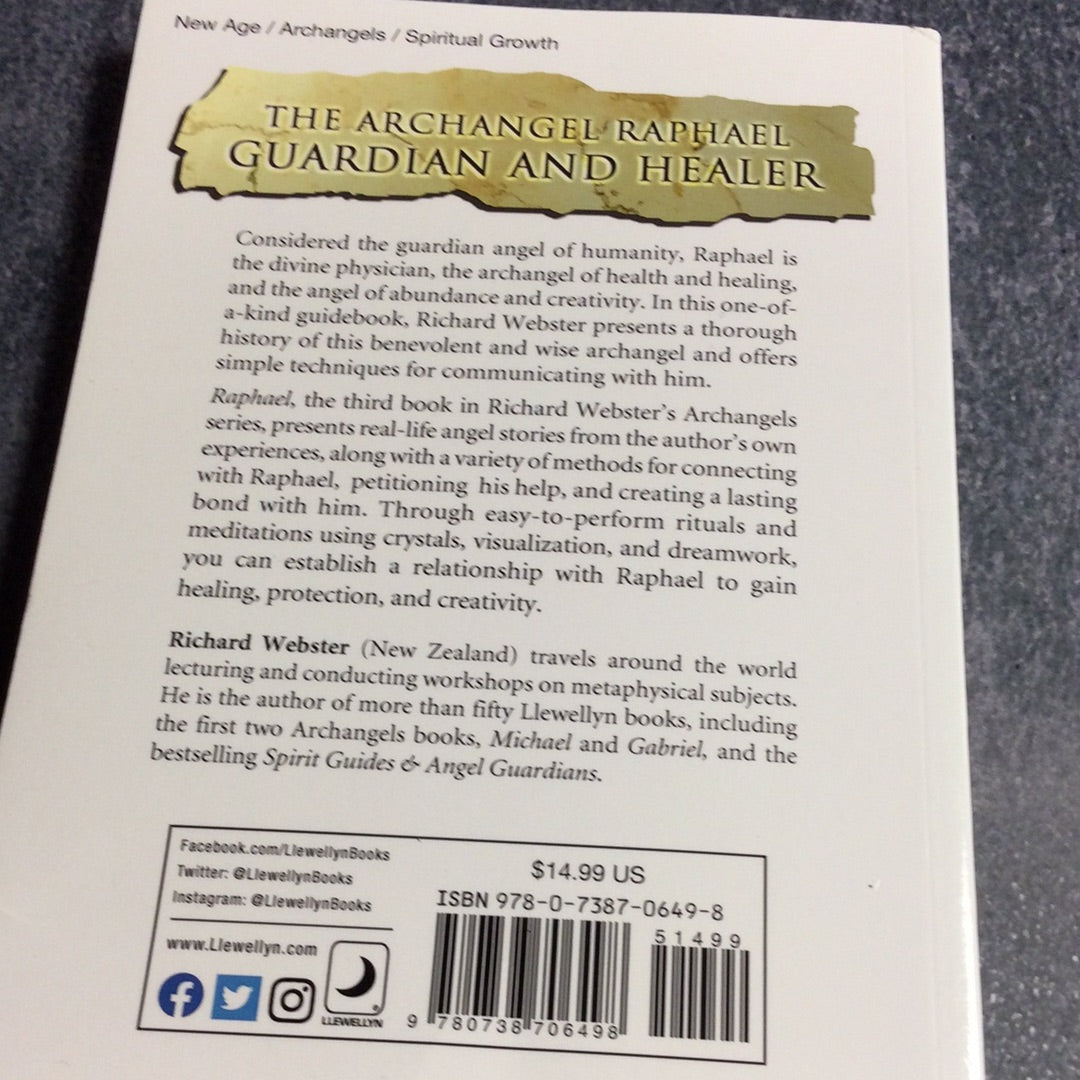 New Age / Archangels / Spiritual Growth
THE ARCHANGEL RAPHAEL
GUARDIAN AND HEALER
Considered the guardian angel of humanity, Raphael is
the divine physician, the archangel of health and healing,
and the angel of abundance and creativity. In this one-of-
a-kind guidebook, Richard Webster presents a thorough
history of this benevolent and wise archangel and offers
simple techniques for communicating with him.
Raphael, the third book in Richard Webster's Archangels
series, presents real-life angel stories from the author's own
experiences, along with a variety of methods for connecting
with Raphael, petitioning his help, and creating a lasting
bond with him. Through easy-to-perform rituals and
meditations using crystals, visualization, and dreamwork,
you can establish a relationship with Raphael to gain
healing, protection, and creativity.
Richard Webster (New Zealand) travels around the world
lecturing and conducting workshops on metaphysical subjects.
He is the author of more than fifty Llewellyn books, including
the first two Archangels books, Michael and Gabriel, and the
bestselling Spirit Guides & Angel Guardians.
Facebook.com/LlewellynBooks
Twitter: @LlewellynBooks
Instagram: @LlewellynBooks
www.Llewellyn.com
LLEWELLYN
$14.99 US
ISBN 978-0-7387-0649-8
51499
9 780738 706498